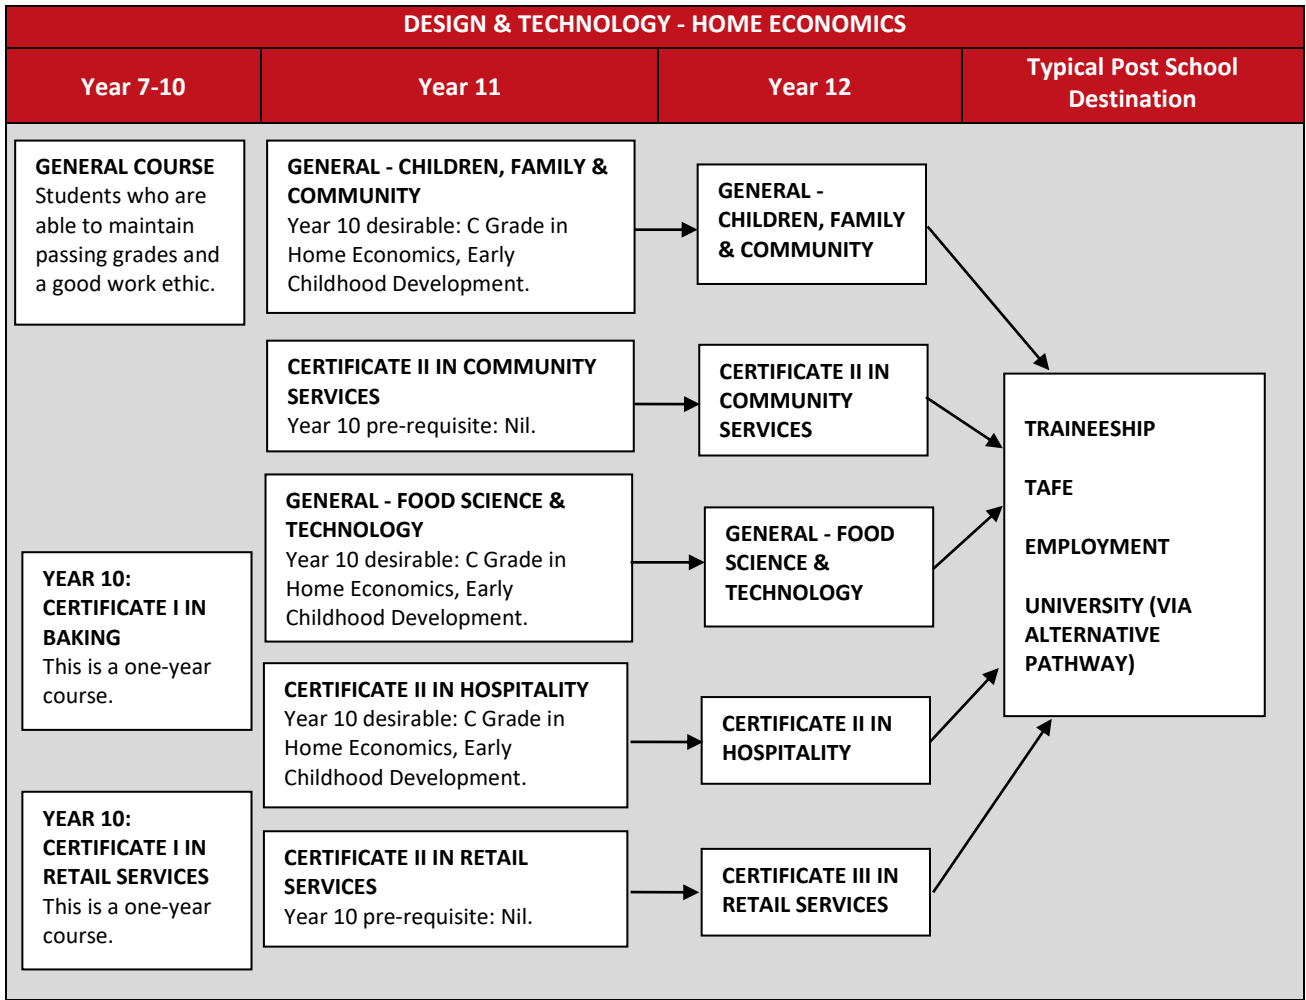 DESIGN & TECHNOLOGY - HOME ECONOMICS
Year 7-10
Year 11
Year 12
Typical Post School
Destination
GENERAL COURSE
Students who are
able to maintain
passing grades and
a good work ethic.
YEAR 10:
CERTIFICATE I IN
BAKING
This is a one-year
course.
YEAR 10:
CERTIFICATE I IN
RETAIL SERVICES
This is a one-year
course.
GENERAL - CHILDREN, FAMILY &
COMMUNITY
Year 10 desirable: C Grade in
Home Economics, Early
Childhood Development.
CERTIFICATE II IN COMMUNITY
SERVICES
Year 10 pre-requisite: Nil.
GENERAL - FOOD SCIENCE &
TECHNOLOGY
Year 10 desirable: C Grade in
Home Economics, Early
Childhood Development.
CERTIFICATE II IN HOSPITALITY
Year 10 desirable: C Grade in
Home Economics, Early
Childhood Development.
CERTIFICATE II IN RETAIL
SERVICES
Year 10 pre-requisite: Nil.
GENERAL -
CHILDREN, FAMILY
& COMMUNITY
CERTIFICATE II IN
COMMUNITY
SERVICES
GENERAL - FOOD
SCIENCE &
TECHNOLOGY
CERTIFICATE II IN
HOSPITALITY
CERTIFICATE III IN
RETAIL SERVICES
TRAINEESHIP
TAFE
EMPLOYMENT
UNIVERSITY (VIA
ALTERNATIVE
PATHWAY)